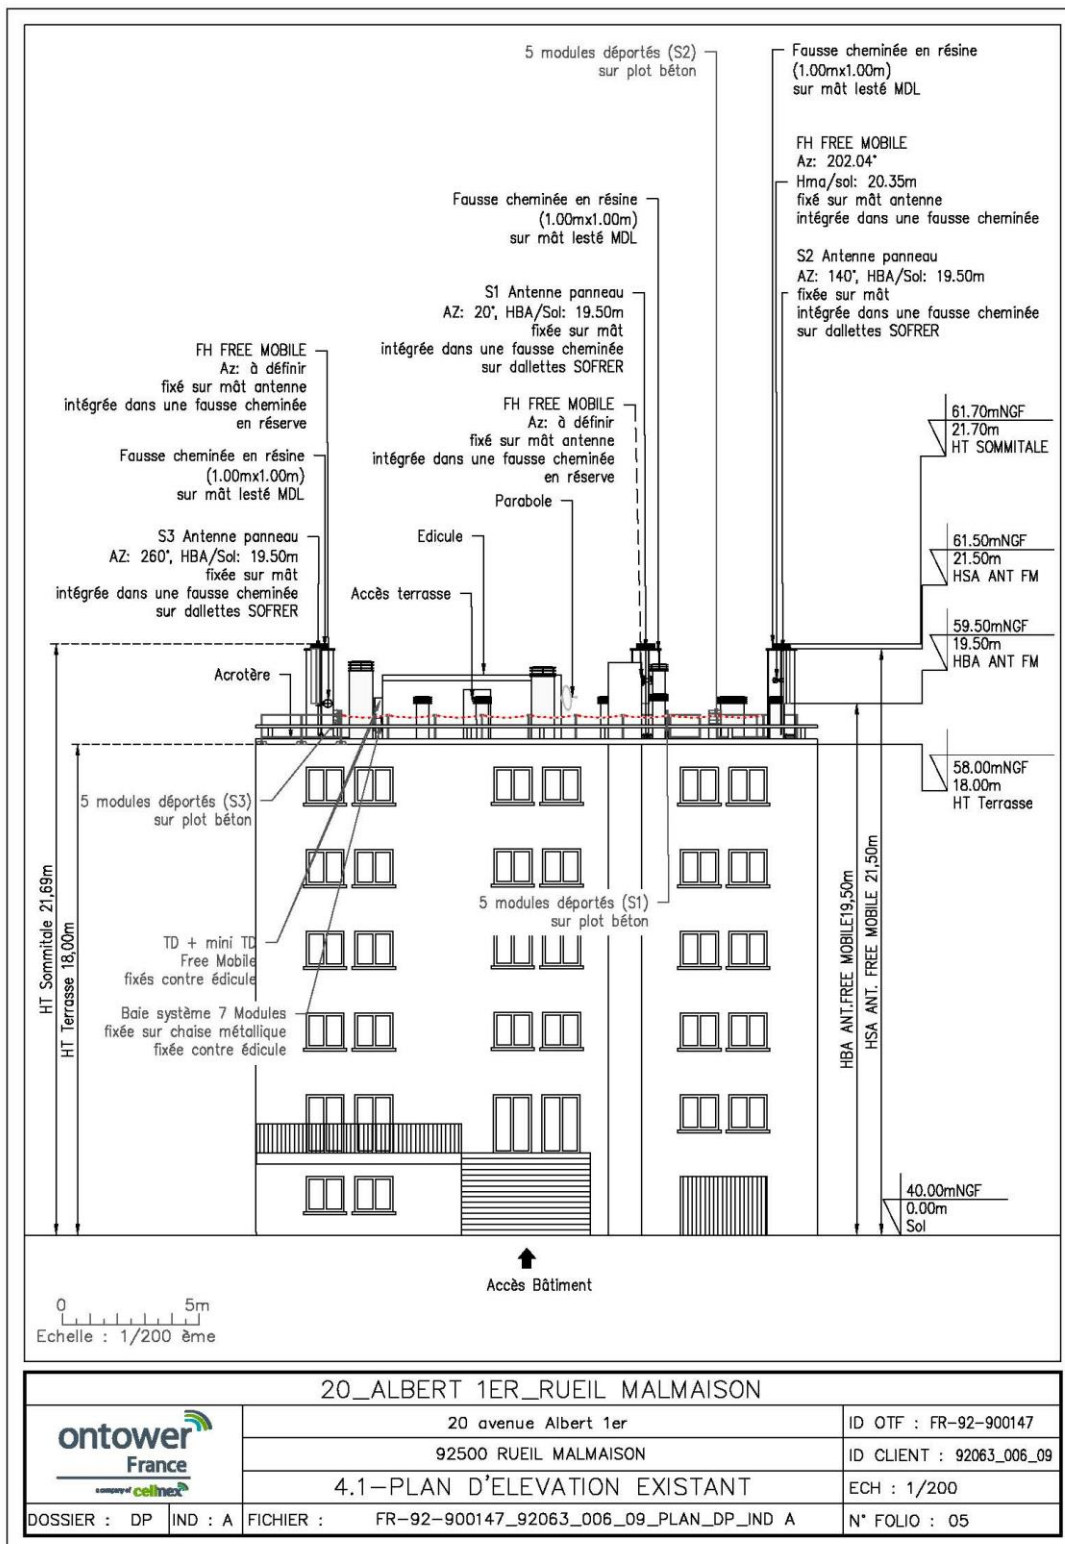 5 modules déportés (S2)
sur plot béton
Fausse cheminée en résine
(1.00mx1.00m)
sur mât lesté MDL
FH FREE MOBILE
Az: 202.04°
Hma/sol: 20.35m
fixé sur mât antenne
intégrée dans une fausse cheminée
Fausse cheminée en résine
(1.00mx1.00m)
sur mât lesté MDL
S2 Antenne panneau
AZ: 140°, HBA/Sol: 19.50m
fixée sur mât
intégrée dans une fausse cheminée
sur dallettes SOFRER
S1 Antenne panneau
AZ: 20°, HBA/Sol: 19.50m
fixée sur mât
intégrée dans une fausse cheminée
sur dallettes SOFRER
FH FREE MOBILE
Az: à définir
fixé sur mât antenne
intégrée dans une fausse cheminée
en réserve
FH FREE MOBILE
Az: à définir
fixé sur mât antenne
intégrée dans une fausse cheminée
en réserve
Fausse cheminée en résine
(1.00mx1.00m)
sur mât lesté MDL
Parabole
S3 Antenne panneau
AZ: 260°, HBA/Sol: 19.50m
fixée sur mât
intégrée dans une fausse cheminée
sur dallettes SOFRER
Edicule
Accès terrasse
Acrotère
61.70mNGF
21.70m
HT SOMMITALE
61.50mNGF
21.50m
HSA ANT FM
59.50mNGF
19.50m
HBA ANT FM
58.00mNGF
18.00m
HT Terrasse
5 modules déportés (S3)
sur plot béton
5 modules déportés (S1)
sur plot béton
TD + mini TD
Free Mobile
fixés contre édicule
Baie système 7 Modules
fixée sur chaise métallique
fixée contre édicule
HT Sommitale 21,69m
HT Terrasse 18,00m
HBA ANT.FREE MOBILE19,50m
HSA ANT. FREE MOBILE 21,50m
40.00mNGF
0.00m
Sol
Accès Bâtiment
0 5m
Echelle : 1/200 ème
20_ALBERT 1ER_RUEIL MALMAISON
ontower
France
a company of cellnex
20 avenue Albert 1er
92500 RUEIL MALMAISON
4.1-PLAN D'ELEVATION EXISTANT
ID OTF : FR-92-900147
ID CLIENT : 92063_006_09
ECH : 1/200
DOSSIER : DP IND : A FICHIER : FR-92-900147_92063_006_09_PLAN_DP_IND A N° FOLIO : 05